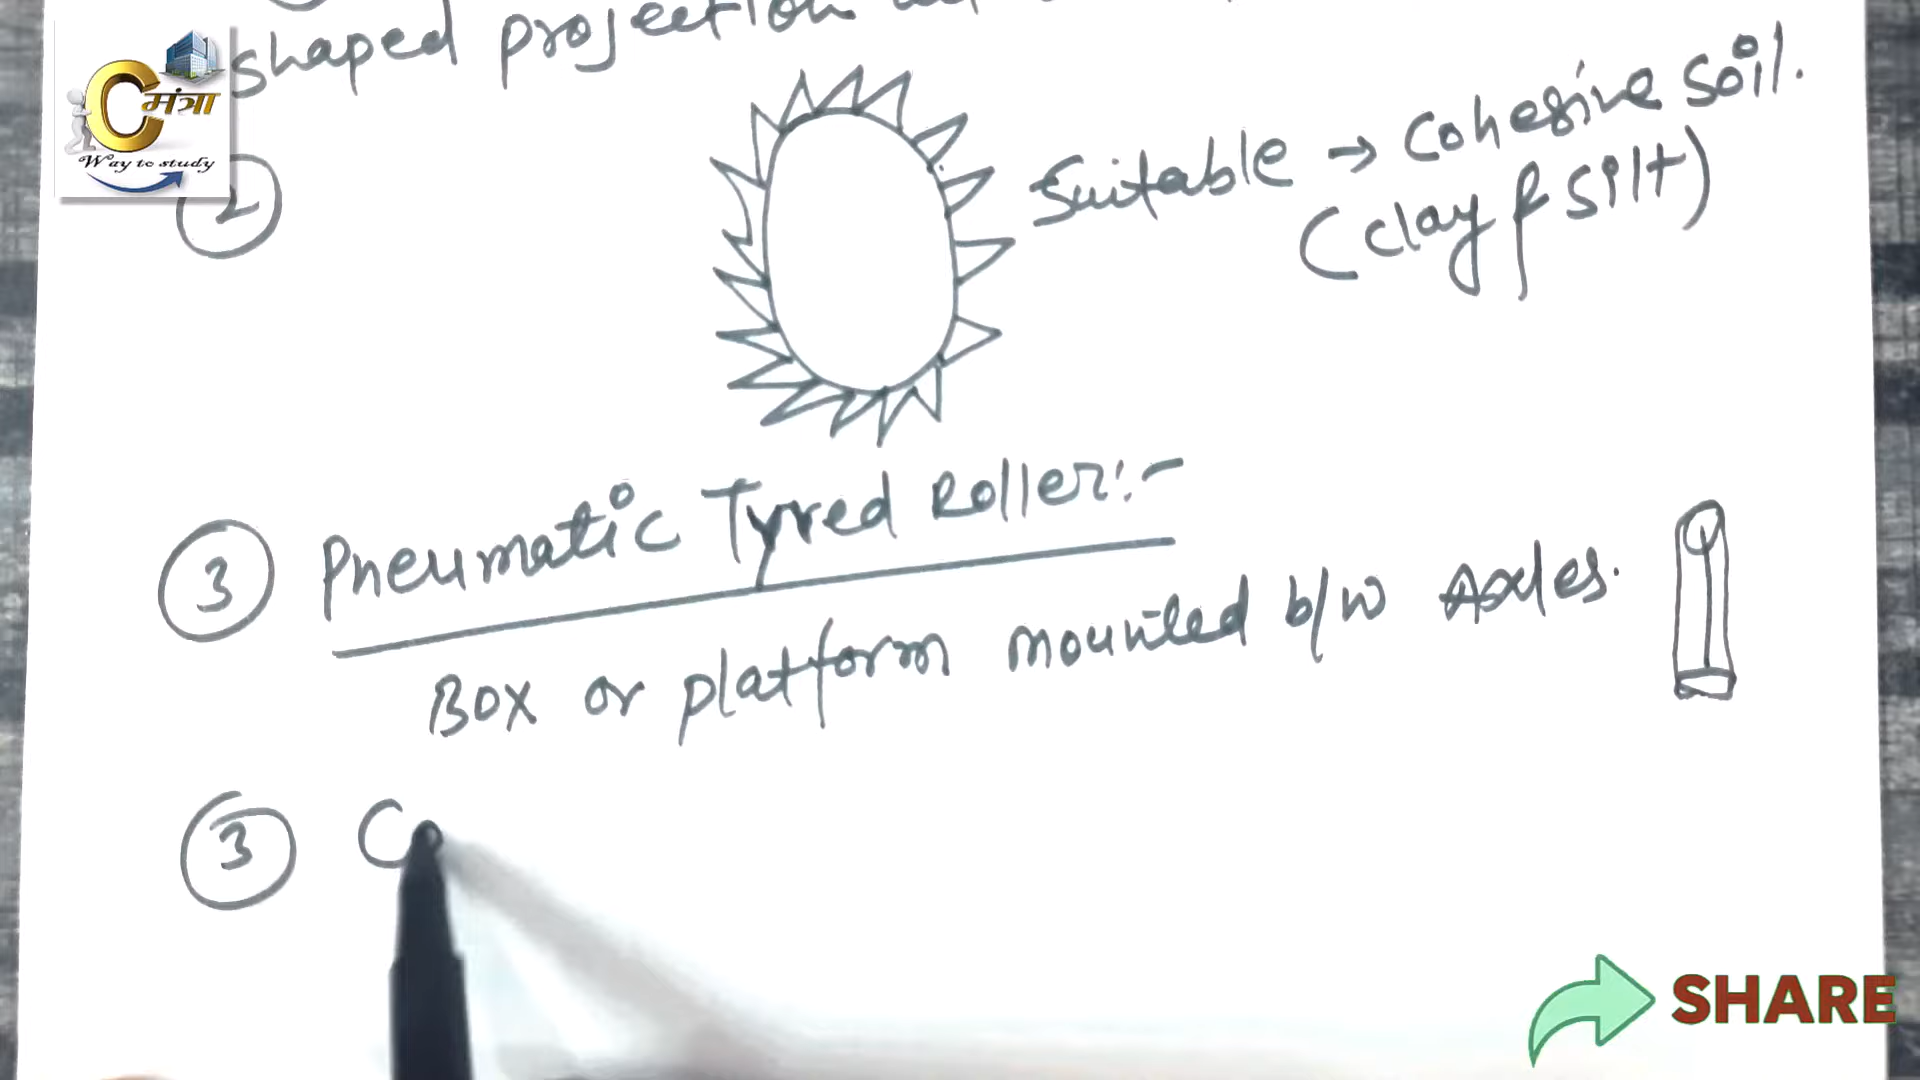 shaped projection
C मंत्रा
Way to study
2
Suitable → Cohesive Soil.
(clay & silt)
3 Pneumatic Tyred Roller:-
Box or platform mounted b/w Axles.
3 C
SHARE